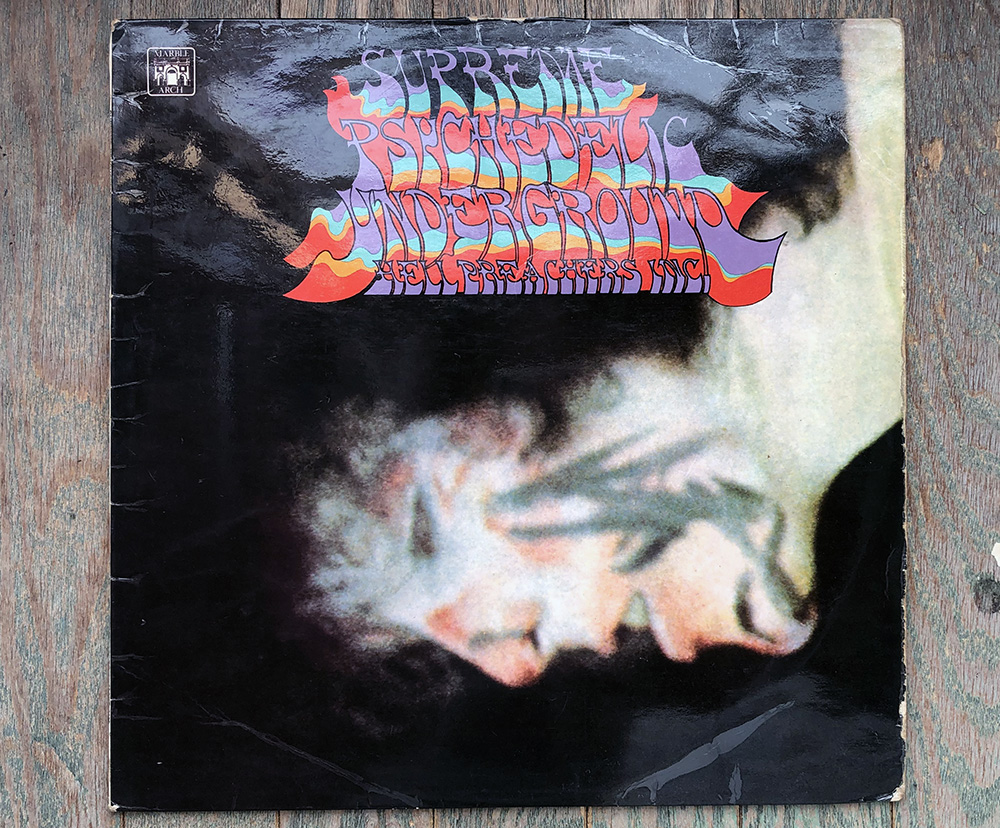 MARBLE
ARCH
SUPREME
PSYCHEDELIC
UNDERGROUND
HELL PREACHERS INC.